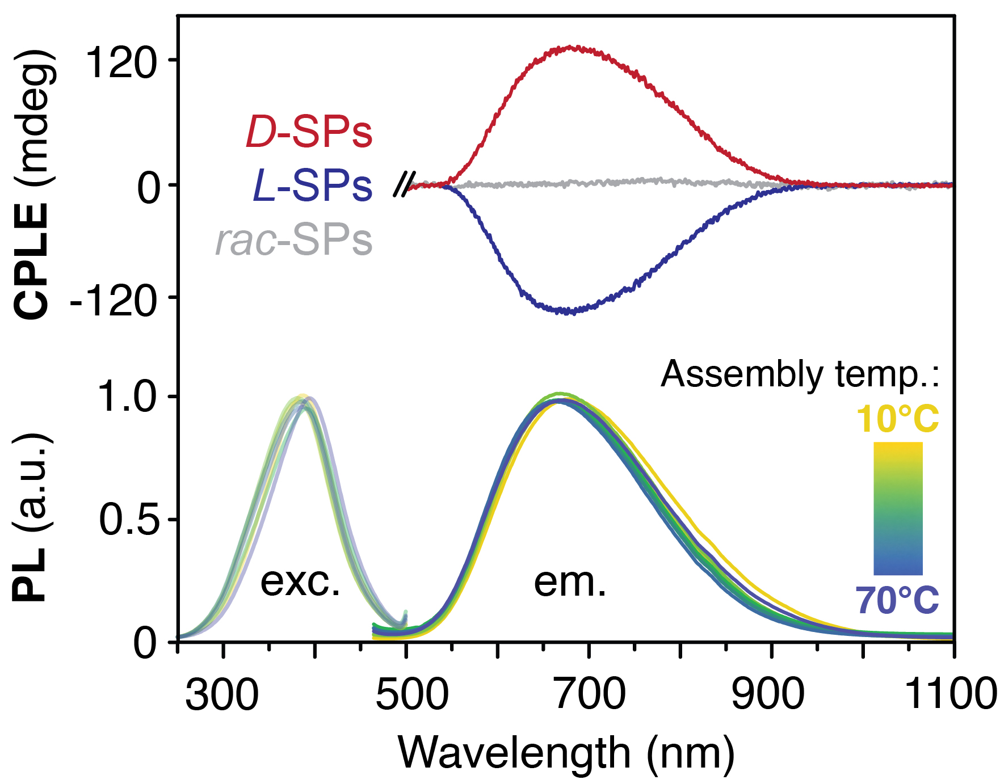 CPLE (mdeg)
120
0
-120
D-SPs
L-SPs
rac-SPs
PL (a.u.)
1.0
0.5
0
exc.
em.
Assembly temp.:
10°C
70°C
300
500
700
900
1100
Wavelength (nm)